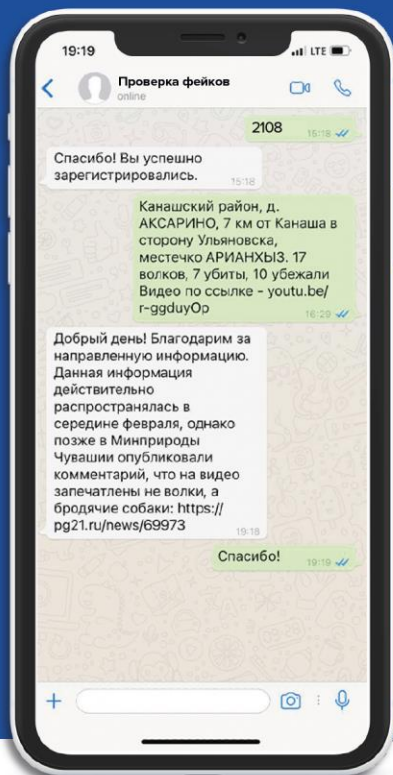 19:19
LTE
Проверка фейков
online
2108
15:18
Спасибо! Вы успешно
зарегистрировались.
15:18
Канашский район, д.
АКСАРИНО, 7 км от Канаша в
сторону Ульяновска,
местечко АРИАНХЫЗ. 17
волков, 7 убиты, 10 убежали
Видео по ссылке - youtu.be/
r-ggduyOp
16:29
Добрый день! Благодарим за
направленную информацию.
Данная информация
действительно
распространялась в
середине февраля, однако
позже в Минприроды
Чувашии опубликовали
комментарий, что на видео
запечатлены не волки, а
бродячие собаки: https://
pg21.ru/news/69973
19:18
Спасибо!
19:19